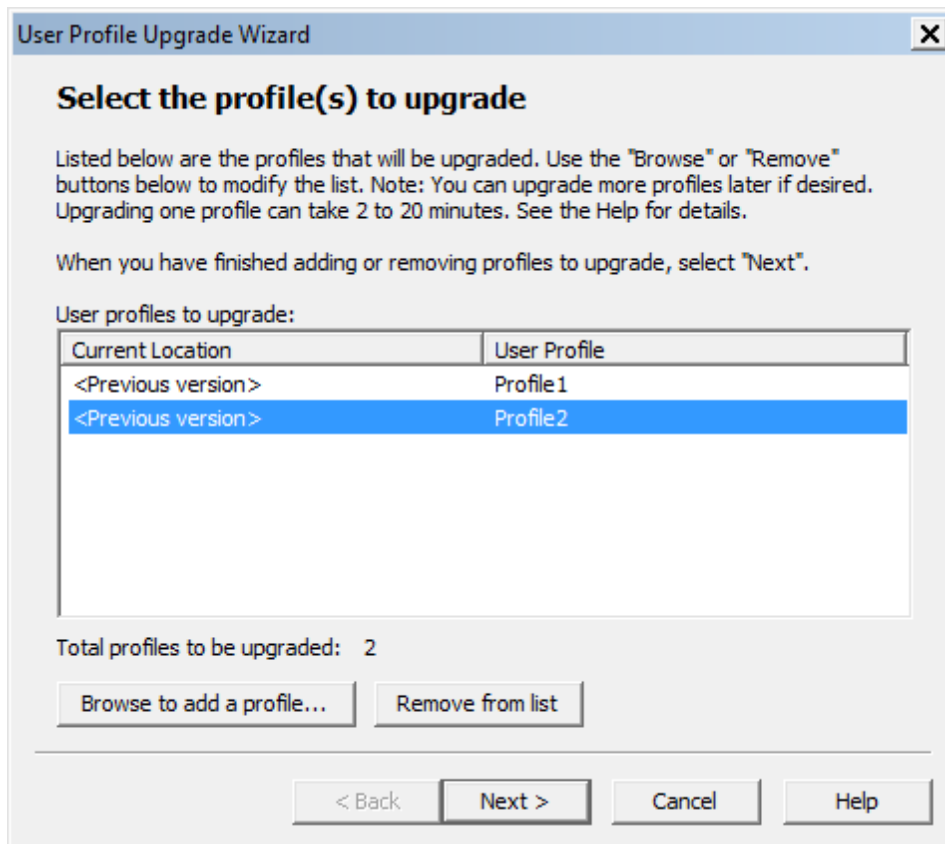 User Profile Upgrade Wizard
Select the profile(s) to upgrade
Listed below are the profiles that will be upgraded. Use the "Browse" or "Remove"
buttons below to modify the list. Note: You can upgrade more profiles later if desired.
Upgrading one profile can take 2 to 20 minutes. See the Help for details.
When you have finished adding or removing profiles to upgrade, select "Next".
User profiles to upgrade:
Current Location User Profile
<Previous version> Profile1
<Previous version> Profile2
Total profiles to be upgraded: 2
Browse to add a profile... Remove from list
< Back Next > Cancel Help